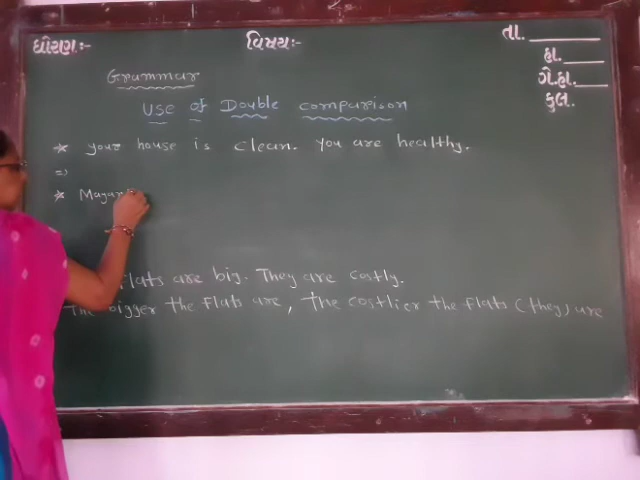 ધોરણ:-
વિષય:-
તા.
હા.
ગે.હા.
કુલ.
Grammar
Use of Double comparison
* your house is clean. You are healthy.
=>
* Mayur
Flats are big. They are costly.
The bigger the flats are, The costlier the flats (they) are